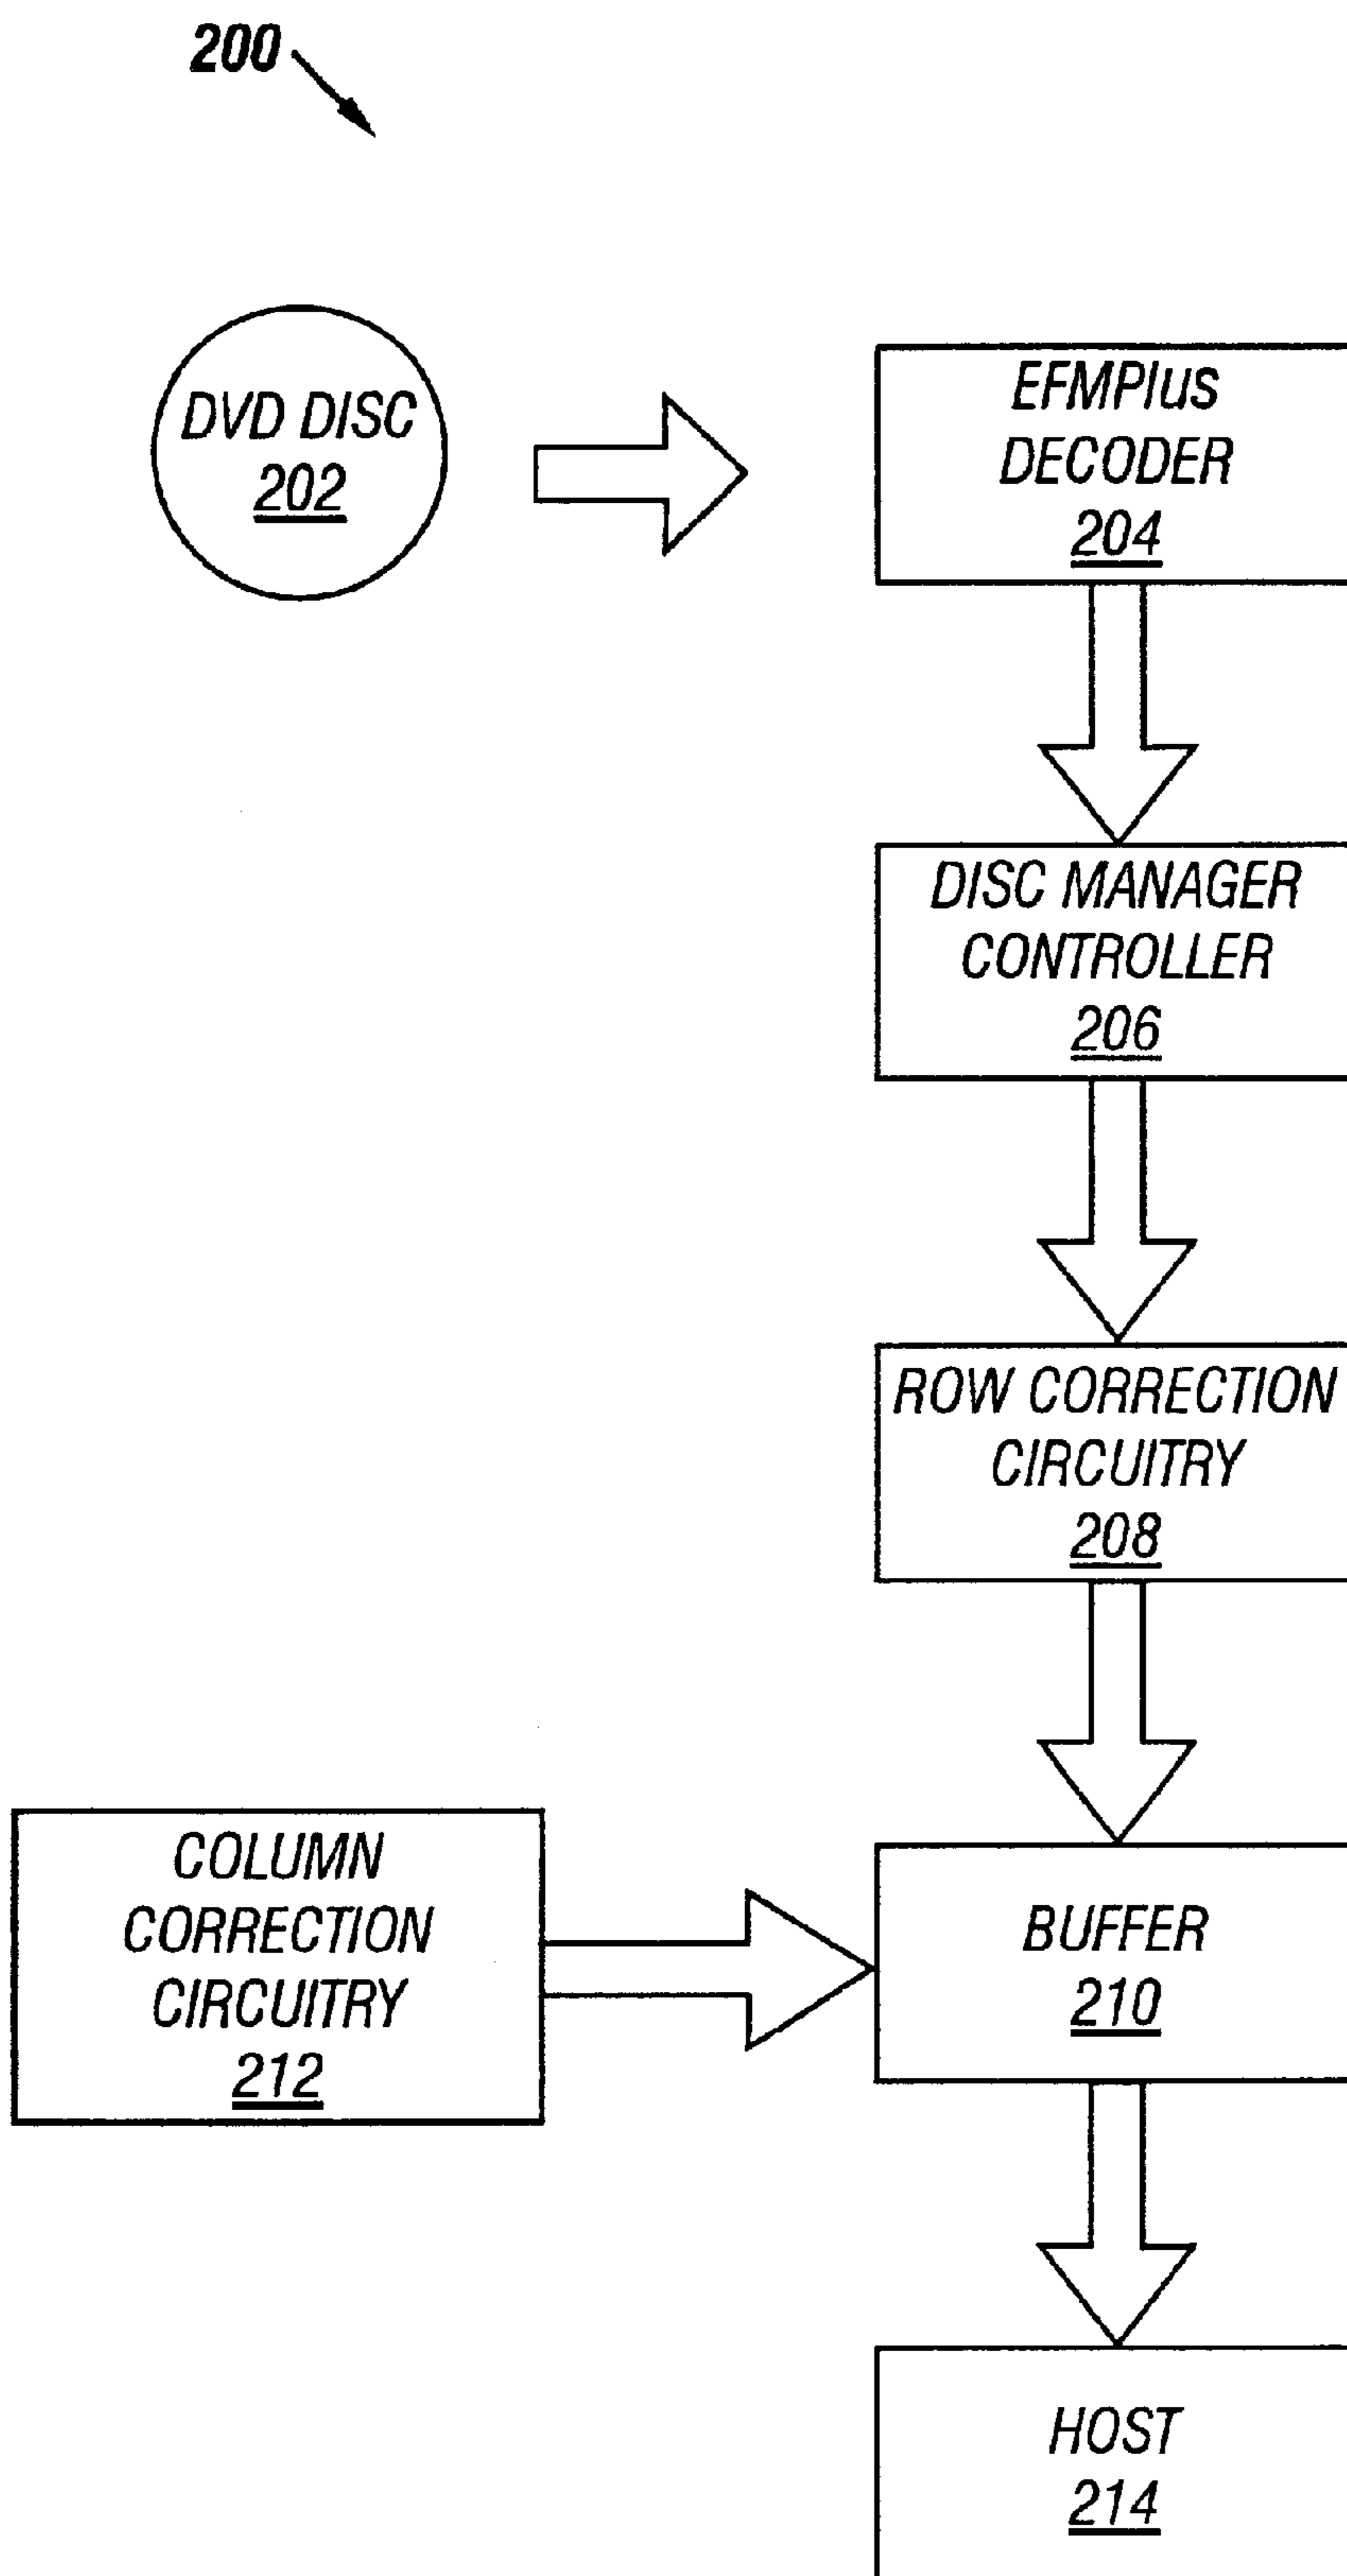 200
DVD DISC
202
EFMPlus
DECODER
204
DISC MANAGER
CONTROLLER
206
ROW CORRECTION
CIRCUITRY
208
COLUMN
CORRECTION
CIRCUITRY
212
BUFFER
210
HOST
214